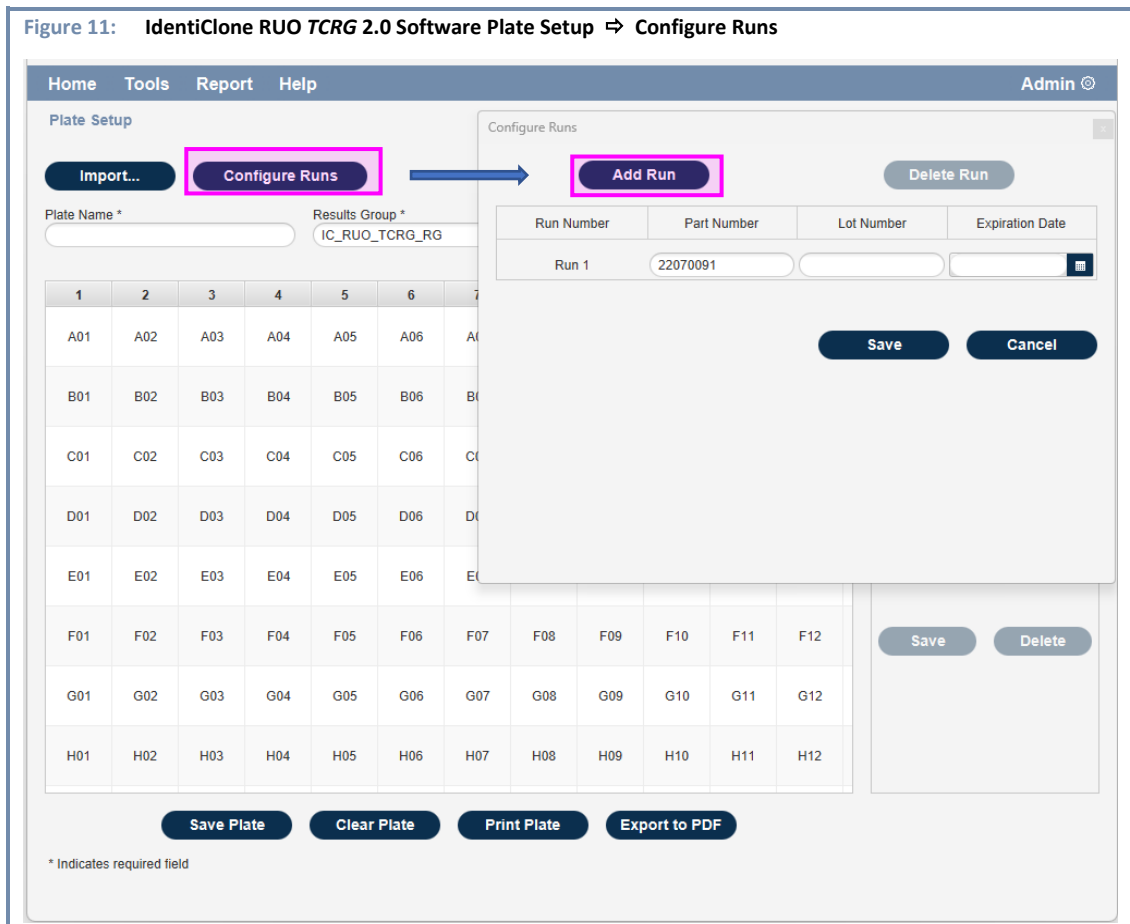 Figure 11: IdentiClone RUO TCRG 2.0 Software Plate Setup ⇨ Configure Runs
Home Tools Report Help Admin
Plate Setup
Configure Runs
x
Import... Configure Runs Add Run Delete Run
Plate Name * Results Group *
IC_RUO_TCRG_RG
Run Number Part Number Lot Number Expiration Date
Run 1 22070091
Save Cancel
1 2 3 4 5 6 7
A01 A02 A03 A04 A05 A06
B01 B02 B03 B04 B05 B06
C01 C02 C03 C04 C05 C06
D01 D02 D03 D04 D05 D06
E01 E02 E03 E04 E05 E06
F01 F02 F03 F04 F05 F06 F07 F08 F09 F10 F11 F12
Save Delete
G01 G02 G03 G04 G05 G06 G07 G08 G09 G10 G11 G12
H01 H02 H03 H04 H05 H06 H07 H08 H09 H10 H11 H12
Save Plate Clear Plate Print Plate Export to PDF
* Indicates required field